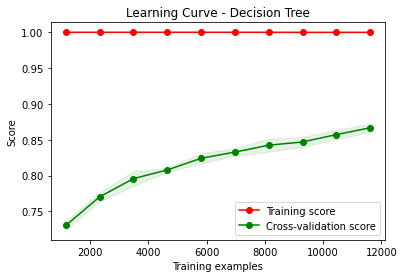 Learning Curve - Decision Tree
1.00
0.95
0.90
0.85
0.80
0.75
Score
2000 4000 6000 8000 10000 12000
Training examples
Training score
Cross-validation score